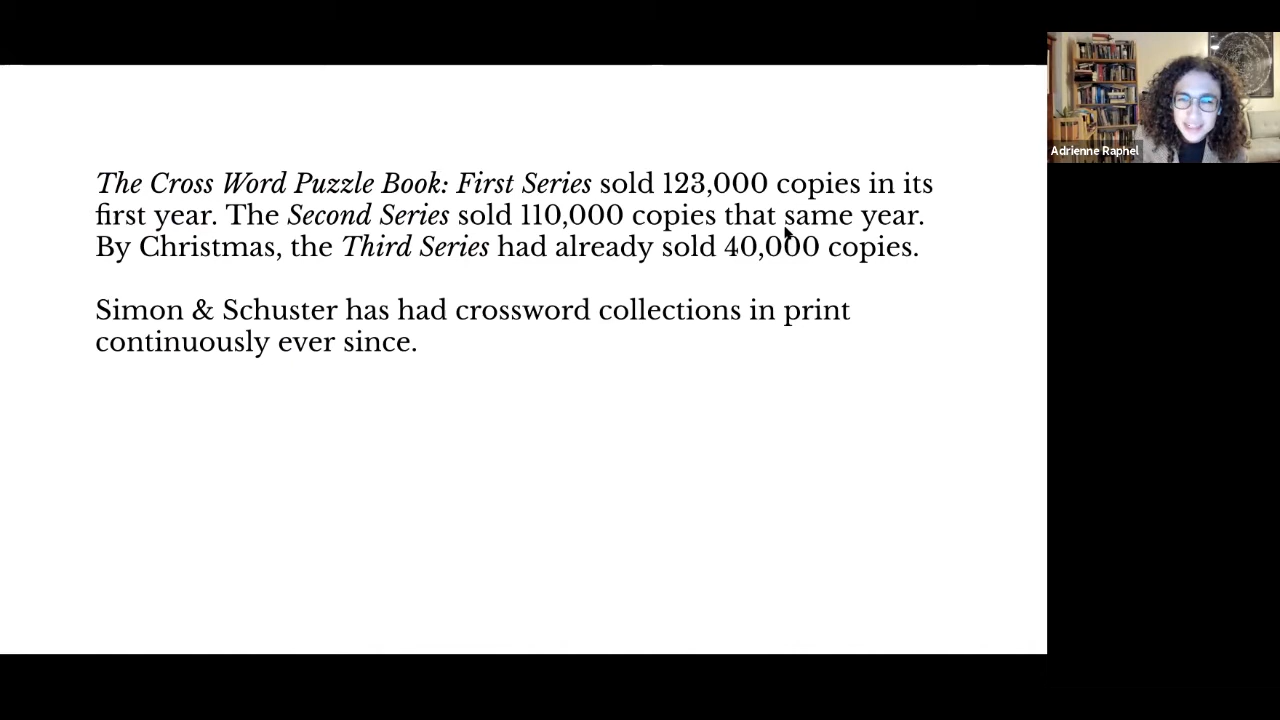 The Cross Word Puzzle Book: First Series sold 123,000 copies in its
first year. The Second Series sold 110,000 copies that same year.
By Christmas, the Third Series had already sold 40,000 copies.
Simon & Schuster has had crossword collections in print
continuously ever since.
Adrienne Raphel